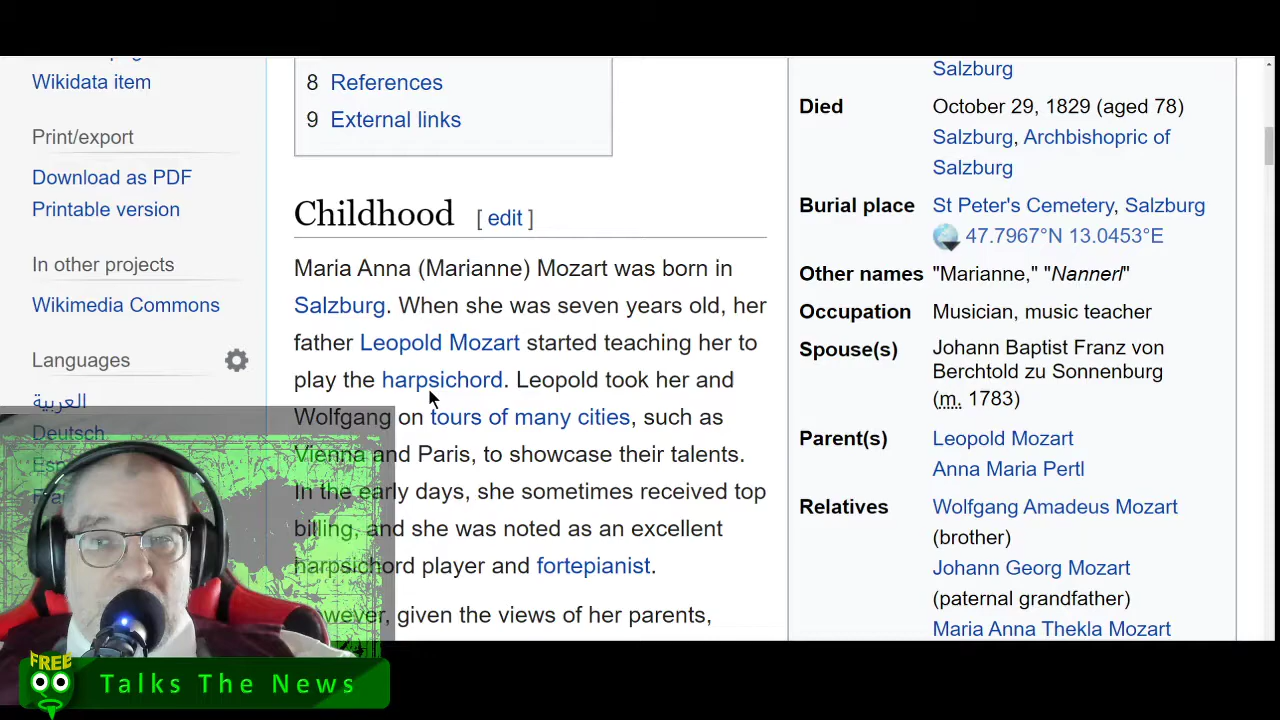 Wikidata item
Print/export
Download as PDF
Printable version
In other projects
Wikimedia Commons
Languages
العربية
Deutsch
8 References
9 External links
Childhood [ edit ]
Maria Anna (Marianne) Mozart was born in
Salzburg. When she was seven years old, her
father Leopold Mozart started teaching her to
play the harpsichord. Leopold took her and
Wolfgang on tours of many cities, such as
Vienna and Paris, to showcase their talents.
In the early days, she sometimes received top
billing, and she was noted as an excellent
harpsichord player and fortepianist.
However, given the views of her parents,
Salzburg
Died October 29, 1829 (aged 78)
Salzburg, Archbishopric of
Salzburg
Burial place St Peter's Cemetery, Salzburg
47.7967°N 13.0453°E
Other names "Marianne," "Nannerl"
Occupation Musician, music teacher
Spouse(s) Johann Baptist Franz von
Berchtold zu Sonnenburg
(m. 1783)
Parent(s) Leopold Mozart
Anna Maria Pertl
Relatives Wolfgang Amadeus Mozart
(brother)
Johann Georg Mozart
(paternal grandfather)
Maria Anna Thekla Mozart
FREE
Talks The News